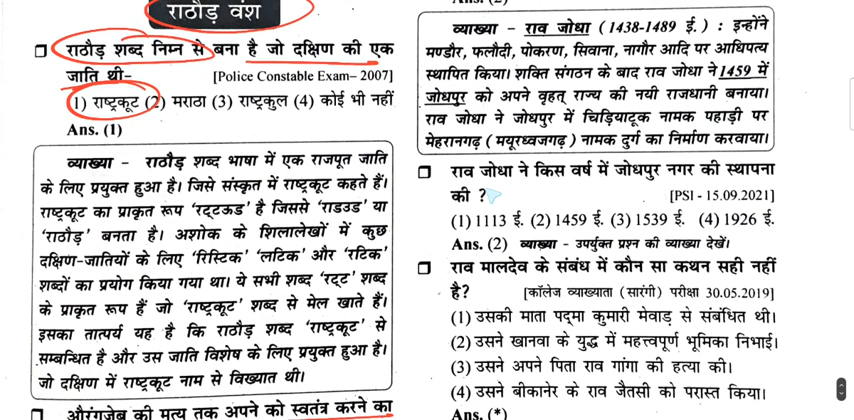 राठौड़ वंश
राठौड़ शब्द निम्न से बना है जो दक्षिण की एक
जाति थी– [Police Constable Exam– 2007]
(1) राष्ट्रकूट (2) मराठा (3) राष्ट्रकुल (4) कोई भी नहीं
Ans. (1)
व्याख्या - राठौड़ शब्द भाषा में एक राजपूत जाति
के लिए प्रयुक्त हुआ है। जिसे संस्कृत में राष्ट्रकूट कहते हैं।
राष्ट्रकूट का प्राकृत रूप ‘रट्टऊड’ है जिससे ‘राडउड’ या
‘राठौड़’ बनता है। अशोक के शिलालेखों में कुछ
दक्षिण-जातियों के लिए ‘रिस्टिक’ ‘लटिक’ और ‘रटिक’
शब्दों का प्रयोग किया गया था। ये सभी शब्द ‘रट्ट’ शब्द
के प्राकृत रूप हैं जो ‘राष्ट्रकूट’ शब्द से मेल खाते हैं।
इसका तात्पर्य यह है कि राठौड़ शब्द ‘राष्ट्रकूट’ से
सम्बन्धित है और उस जाति विशेष के लिए प्रयुक्त हुआ है।
जो दक्षिण में राष्ट्रकूट नाम से विख्यात थी।
औरंगजेब की मृत्यु तक अपने को स्वतंत्र करने का
Ans. (2)
व्याख्या - राव जोधा (1438-1489 ई.) : इन्होंने
मण्डौर, फलौदी, पोकरण, सिवाना, नागौर आदि पर आधिपत्य
स्थापित किया। शक्ति संगठन के बाद राव जोधा ने 1459 में
जोधपुर को अपने वृहत् राज्य की नयी राजधानी बनाया।
राव जोधा ने जोधपुर में चिड़ियाटूक नामक पहाड़ी पर
मेहरानगढ़ (मयूरध्वजगढ़) नामक दुर्ग का निर्माण करवाया।
राव जोधा ने किस वर्ष में जोधपुर नगर की स्थापना
की ? [PSI - 15.09.2021]
(1) 1113 ई. (2) 1459 ई. (3) 1539 ई. (4) 1926 ई.
Ans. (2) व्याख्या - उपर्युक्त प्रश्न की व्याख्या देखें।
राव मालदेव के संबंध में कौन सा कथन सही नहीं
है? [कॉलेज व्याख्याता (सारंगी) परीक्षा 30.05.2019]
(1) उसकी माता पद्मा कुमारी मेवाड़ से संबंधित थी।
(2) उसने खानवा के युद्ध में महत्त्वपूर्ण भूमिका निभाई।
(3) उसने अपने पिता राव गांगा की हत्या की।
(4) उसने बीकानेर के राव जैतसी को परास्त किया।
Ans. (*)